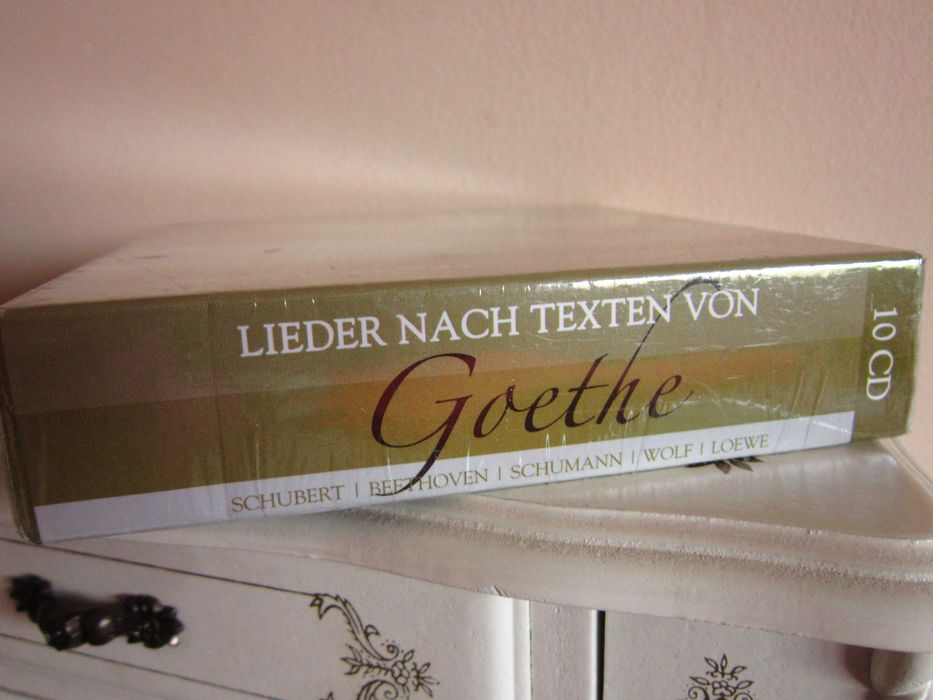 LIEDER NACH TEXTEN VON
Goethe
SCHUBERT | BEETHOVEN | SCHUMANN | WOLF | LOEWE
10 CD